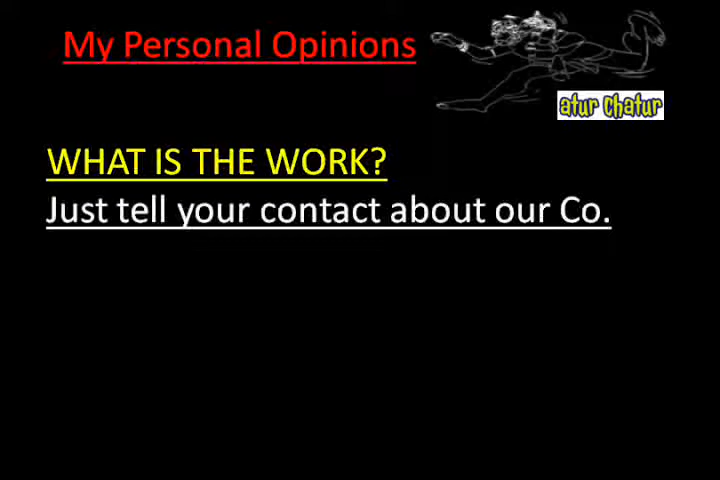 My Personal Opinions
atur chatur
WHAT IS THE WORK?
Just tell your contact about our Co.